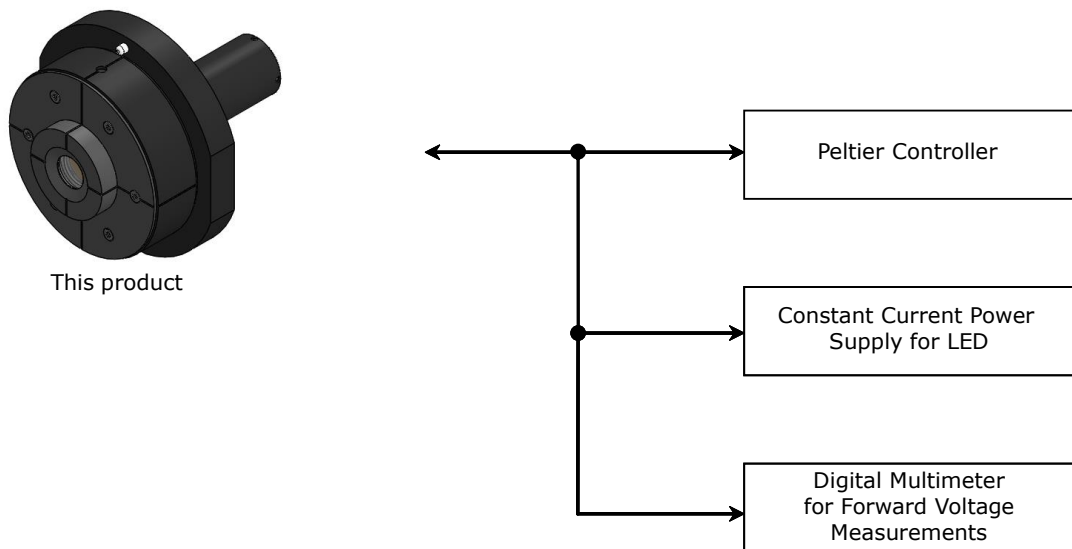 This product
Peltier Controller
Constant Current Power
Supply for LED
Digital Multimeter
for Forward Voltage
Measurements